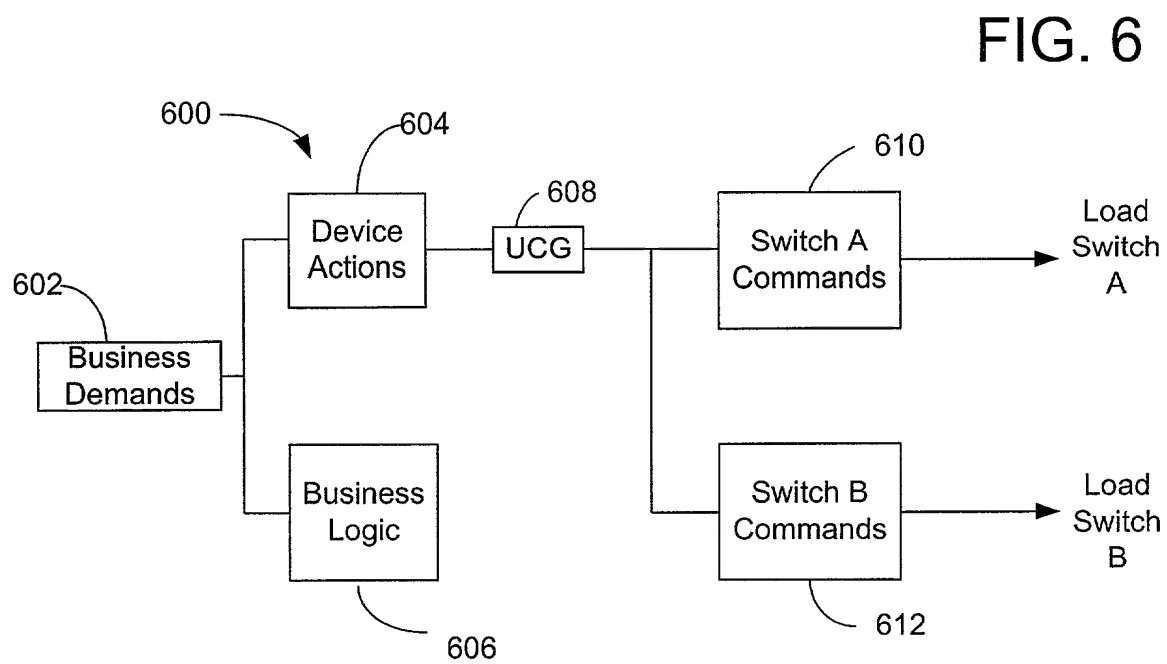 FIG. 6
600
604
608
610
Device
Actions
UCG
Switch A
Commands
Load
Switch
A
602
Business
Demands
Business
Logic
Switch B
Commands
Load
Switch
B
606
612